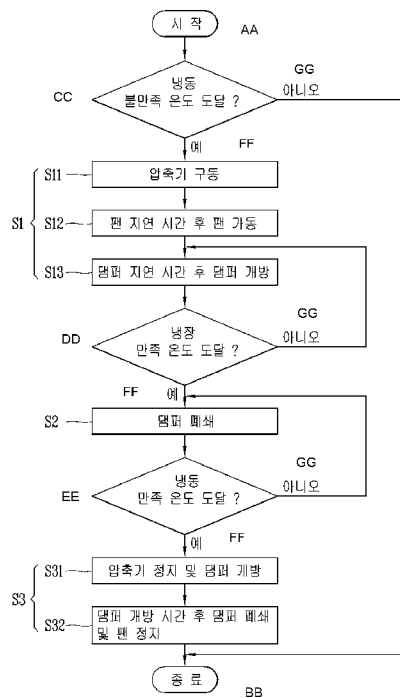 시 작
AA
냉동
불만족 온도 도달 ?
CC
GG
아니오
예
FF
S1
S11
압축기 구동
S12
팬 지연 시간 후 팬 가동
S13
댐퍼 지연 시간 후 댐퍼 개방
냉장
만족 온도 도달 ?
DD
GG
아니오
FF
예
S2
댐퍼 폐쇄
냉동
만족 온도 도달 ?
EE
GG
아니오
예
FF
S3
S31
압축기 정지 및 댐퍼 개방
S32
댐퍼 개방 시간 후 댐퍼 폐쇄
및 팬 정지
종 료
BB